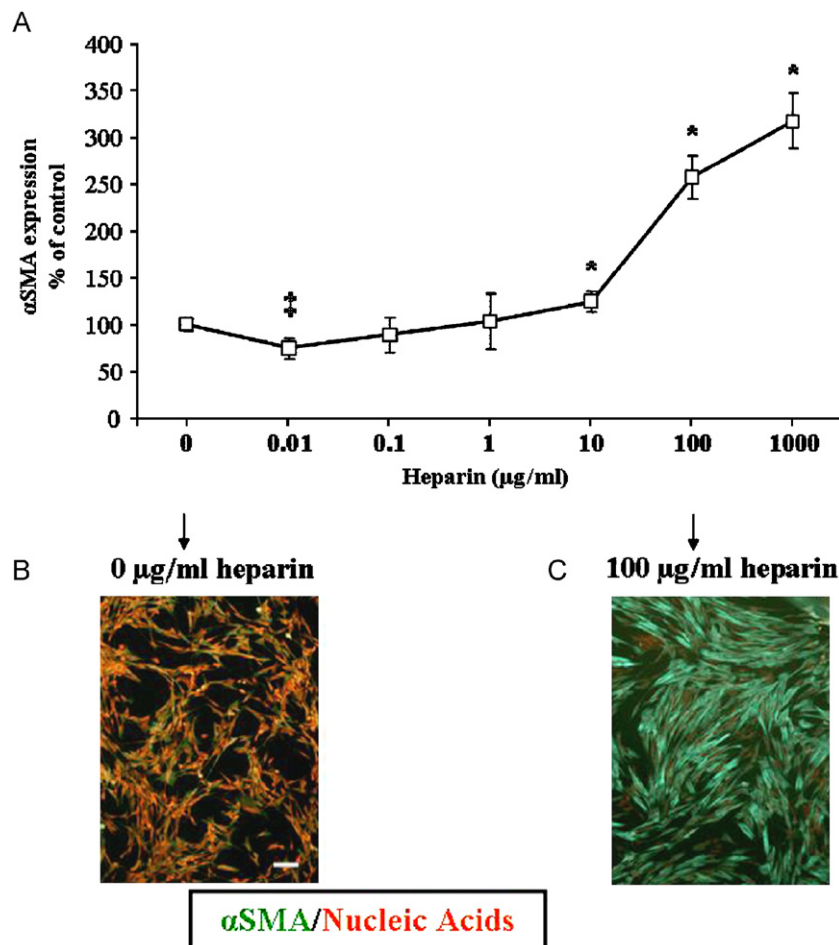 A
αSMA expression
% of control
400
350
300
250
200
150
100
50
0
*
*
*
*
*
0 0.01 0.1 1 10 100 1000
Heparin (μg/ml)
B 0 μg/ml heparin
C 100 μg/ml heparin
αSMA/Nucleic Acids